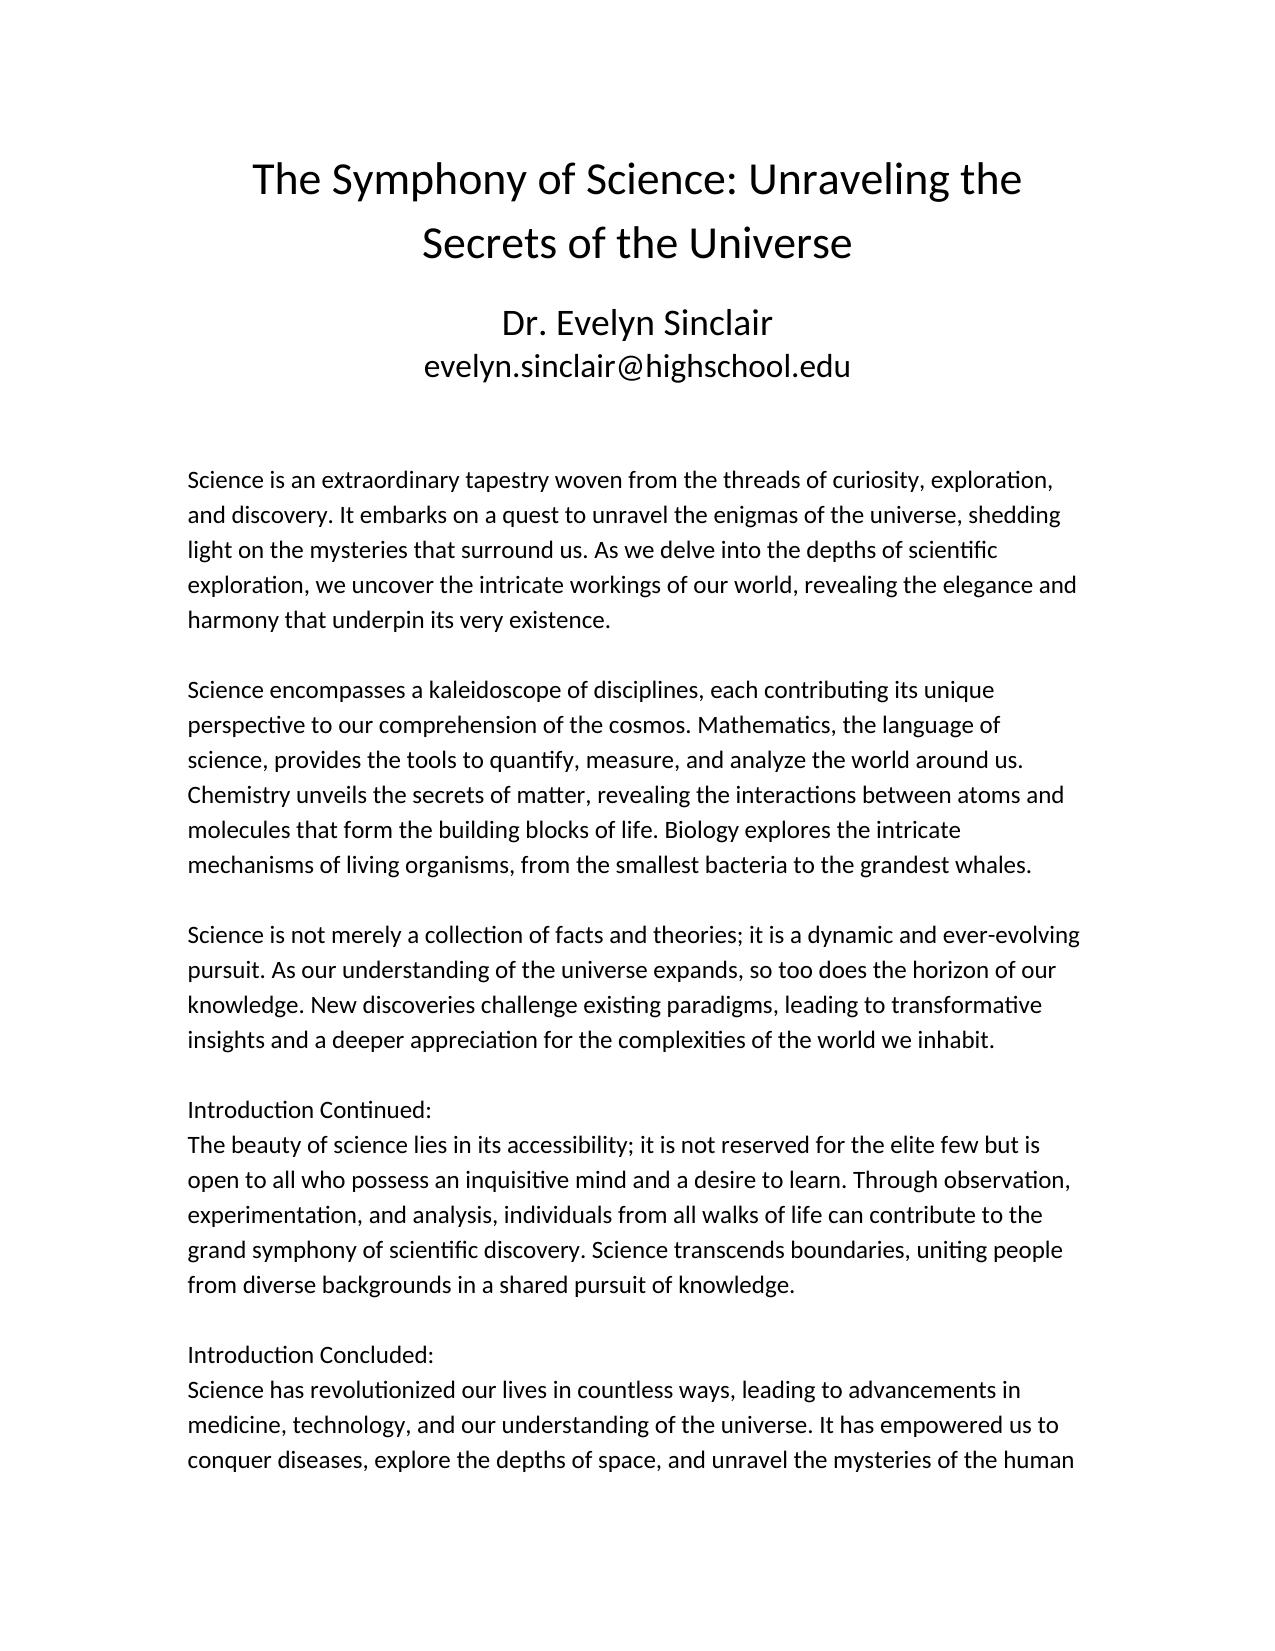 The Symphony of Science: Unraveling the
Secrets of the Universe
Dr. Evelyn Sinclair
evelyn.sinclair@highschool.edu
Science is an extraordinary tapestry woven from the threads of curiosity, exploration,
and discovery. It embarks on a quest to unravel the enigmas of the universe, shedding
light on the mysteries that surround us. As we delve into the depths of scientific
exploration, we uncover the intricate workings of our world, revealing the elegance and
harmony that underpin its very existence.
Science encompasses a kaleidoscope of disciplines, each contributing its unique
perspective to our comprehension of the cosmos. Mathematics, the language of
science, provides the tools to quantify, measure, and analyze the world around us.
Chemistry unveils the secrets of matter, revealing the interactions between atoms and
molecules that form the building blocks of life. Biology explores the intricate
mechanisms of living organisms, from the smallest bacteria to the grandest whales.
Science is not merely a collection of facts and theories; it is a dynamic and ever-evolving
pursuit. As our understanding of the universe expands, so too does the horizon of our
knowledge. New discoveries challenge existing paradigms, leading to transformative
insights and a deeper appreciation for the complexities of the world we inhabit.
Introduction Continued:
The beauty of science lies in its accessibility; it is not reserved for the elite few but is
open to all who possess an inquisitive mind and a desire to learn. Through observation,
experimentation, and analysis, individuals from all walks of life can contribute to the
grand symphony of scientific discovery. Science transcends boundaries, uniting people
from diverse backgrounds in a shared pursuit of knowledge.
Introduction Concluded:
Science has revolutionized our lives in countless ways, leading to advancements in
medicine, technology, and our understanding of the universe. It has empowered us to
conquer diseases, explore the depths of space, and unravel the mysteries of the human